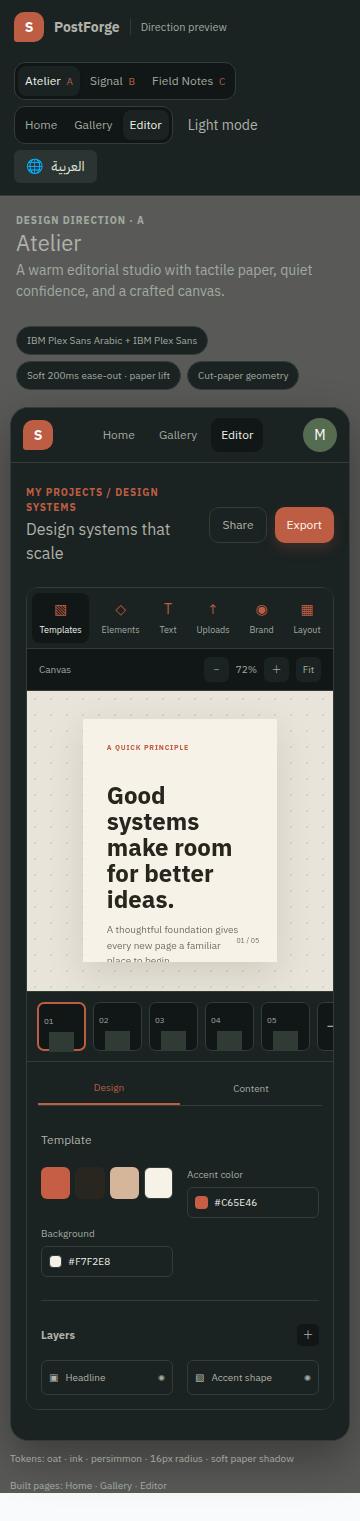 S PostForge Direction preview
Atelier A Signal B Field Notes C
Home Gallery Editor Light mode
🌐 العربية
DESIGN DIRECTION · A
Atelier
A warm editorial studio with tactile paper, quiet
confidence, and a crafted canvas.
IBM Plex Sans Arabic + IBM Plex Sans
Soft 200ms ease-out · paper lift Cut-paper geometry
S Home Gallery Editor M
MY PROJECTS / DESIGN
SYSTEMS
Design systems that
scale
Share Export
Templates Elements Text Uploads Brand Layout
Canvas − 72% + Fit
A QUICK PRINCIPLE
Good
systems
make room
for better
ideas.
A thoughtful foundation gives
every new page a familiar
place to begin
01 / 05
01 02 03 04 05
Design Content
Template
Accent color
#C65E46
Background
#F7F2E8
Layers +
Headline Accent shape
Tokens: oat · ink · persimmon · 16px radius · soft paper shadow
Built pages: Home · Gallery · Editor